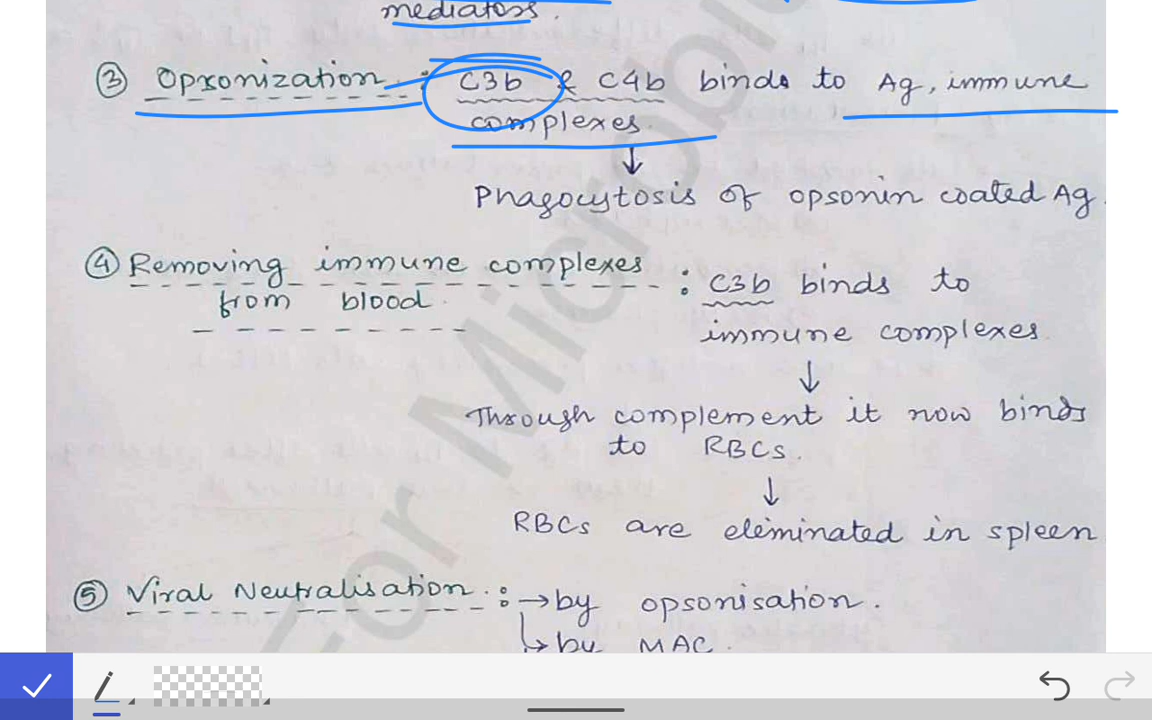 mediators.
③ Opsonization : C3b & C4b binds to Ag, immune
complexes.
↓
Phagocytosis of opsonin coated Ag.
④ Removing immune complexes : C3b binds to
from blood
immune complexes.
↓
Through complement it now binds
to RBCs.
↓
RBCs are eliminated in spleen
⑤ Viral Neutralisation : → by opsonisation.
↳ by MAC.
For Microbio